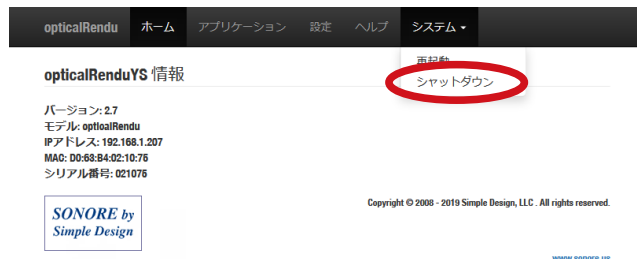 opticalRendu ホーム アプリケーション 設定 ヘルプ システム
再起動
シャットダウン
opticalRenduYS 情報
バージョン: 2.7
モデル: optloalRendu
IPアドレス: 192.168.1.207
MAC: D0:63:B4:02:10:76
シリアル番号: 021076
SONORE by
Simple Design
Copyright © 2008 - 2019 Simple Design, LLC . All rights reserved.
www.sonore.us